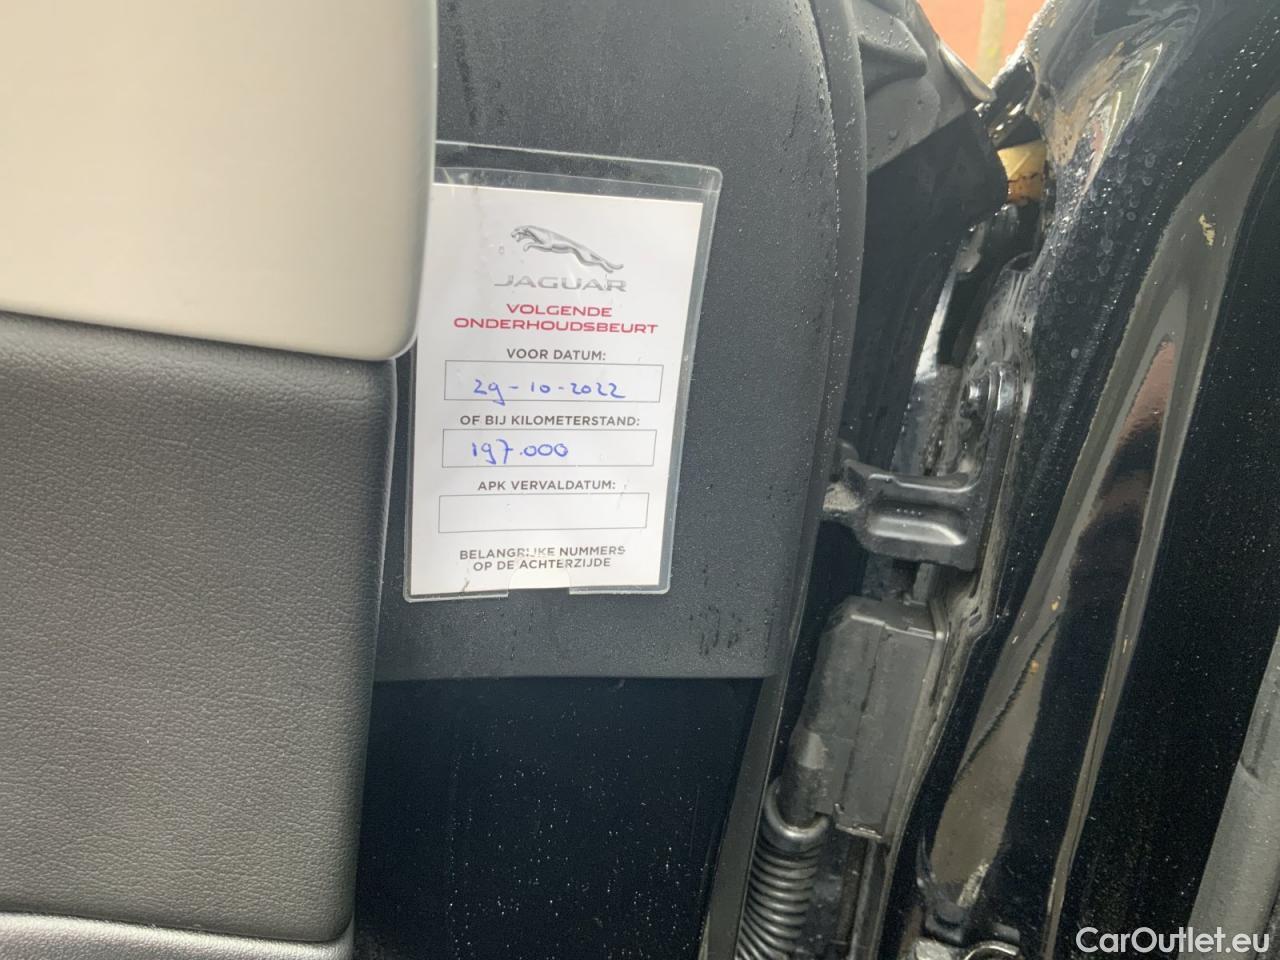 JAGUAR
VOLGENDE
ONDERHOUDSBEURT
VOOR DATUM:
29-10-2022
OF BIJ KILOMETERSTAND:
197.000
APK VERVALDATUM:
BELANGRIJKE NUMMERS
OP DE ACHTERZIJDE
CarOutlet.eu